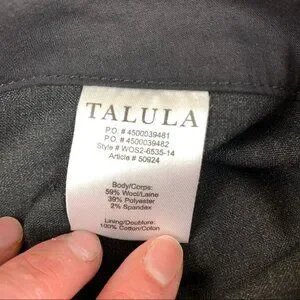 TALULA
P.O. # 4500039481
P.O. # 4500039482
Style # WOS2-6535-14
Article # 50924
Body/Corps:
59% Wool/Laine
39% Polyester
2% Spandex
Lining/Doublure:
100% Cotton/Coton